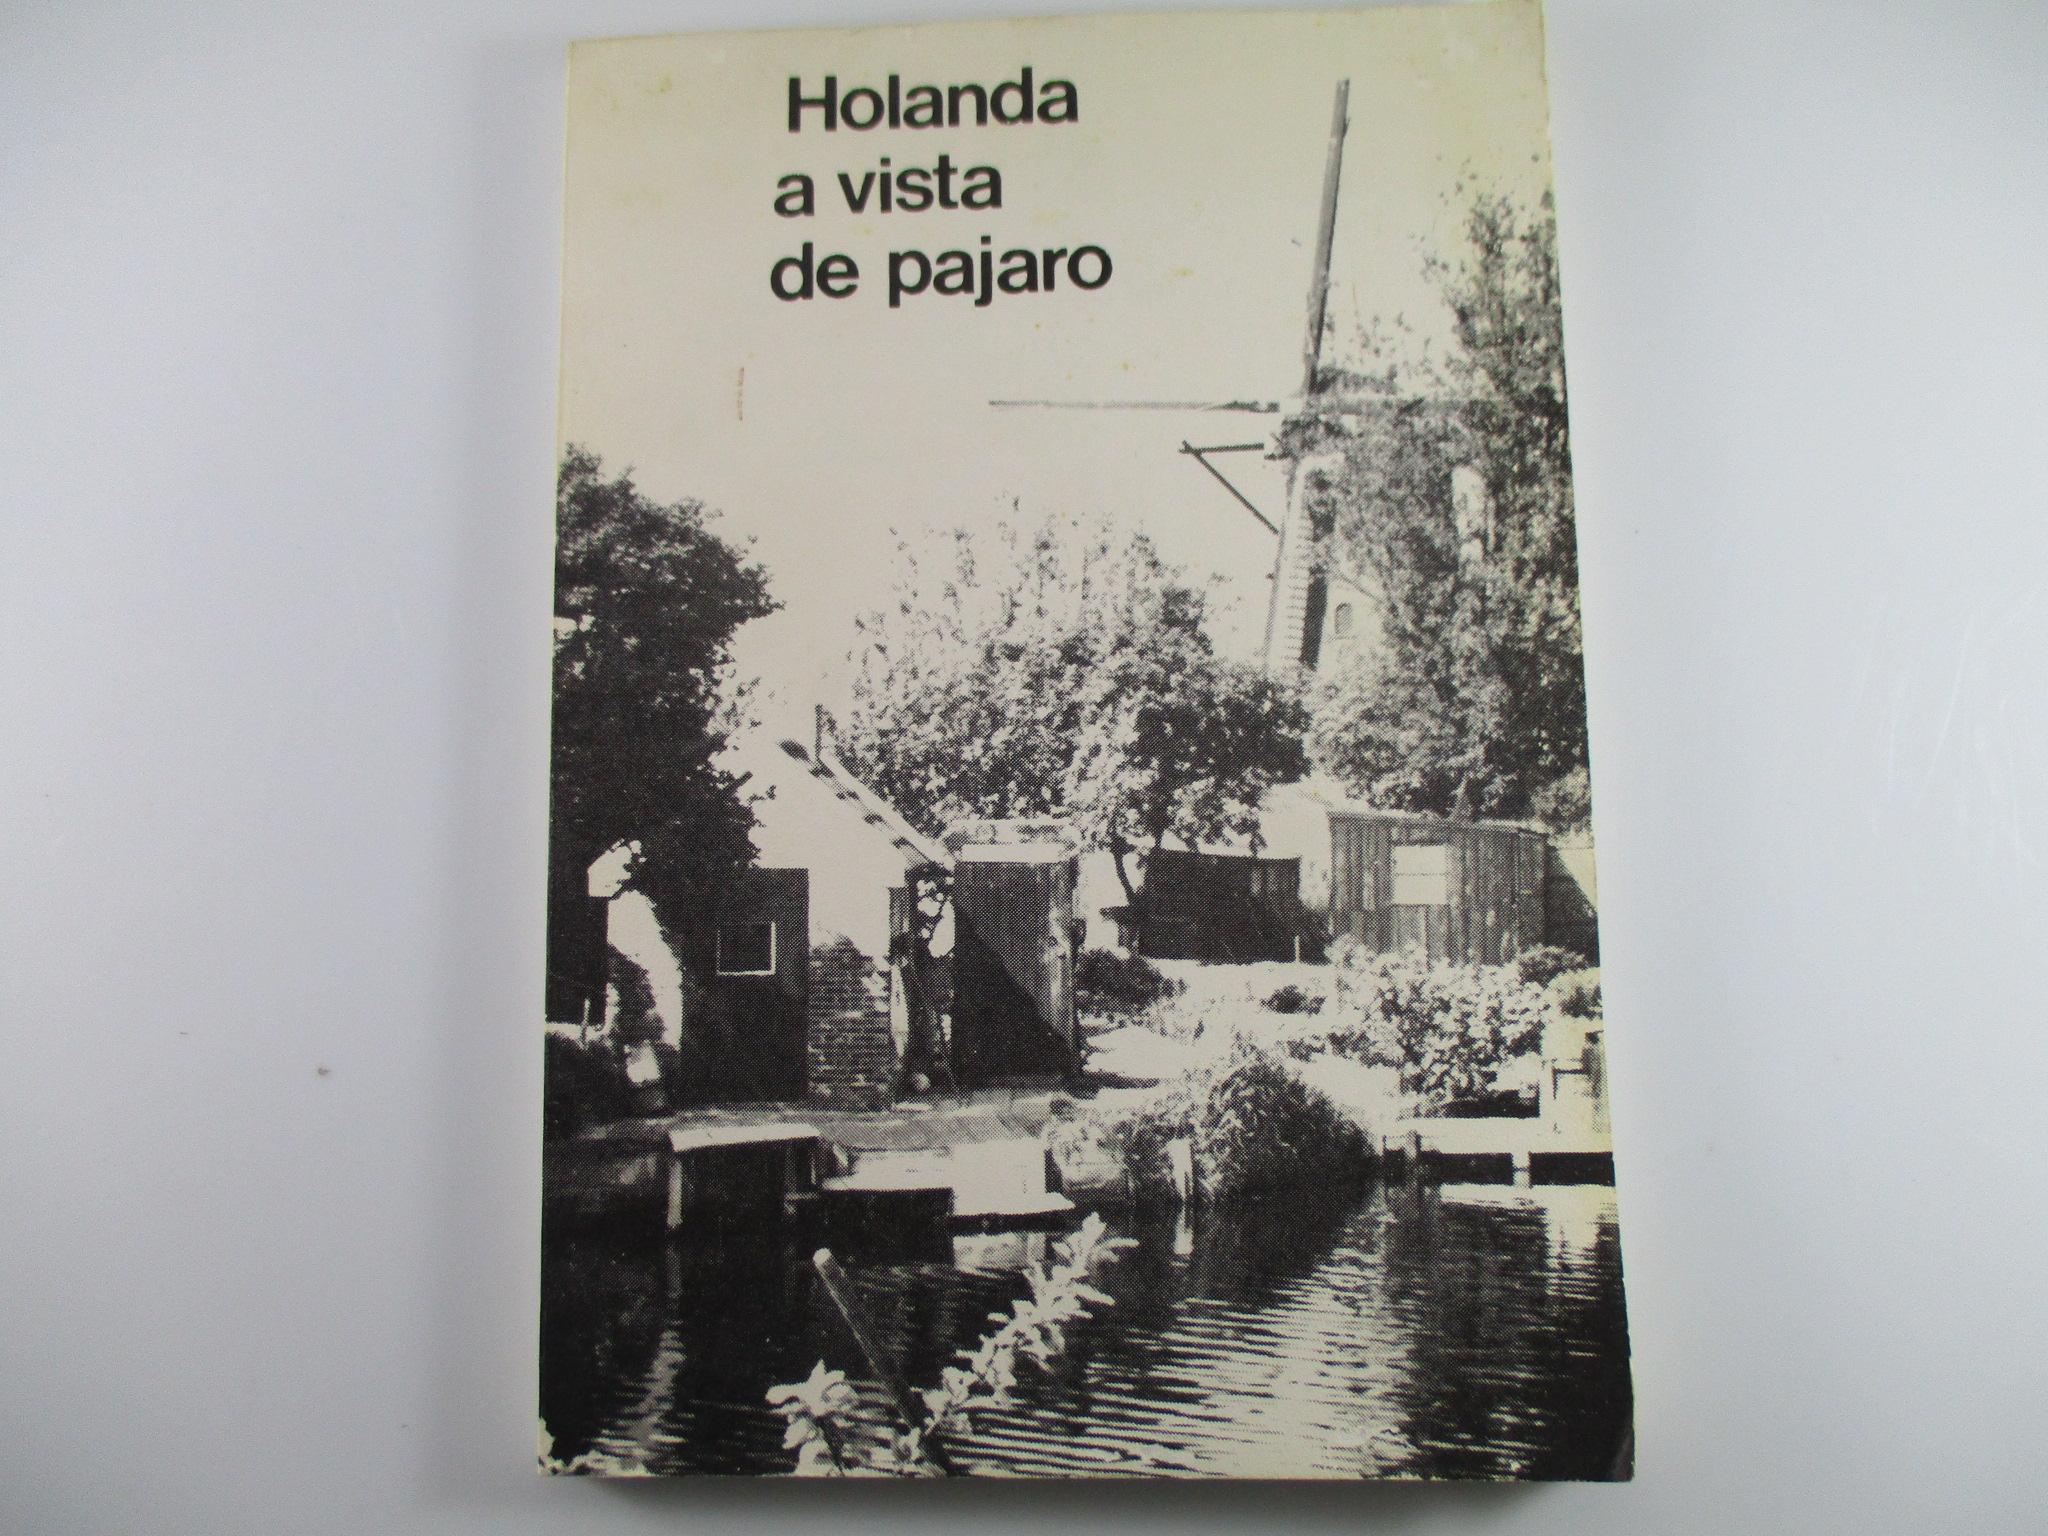 Holanda
a vista
de pajaro